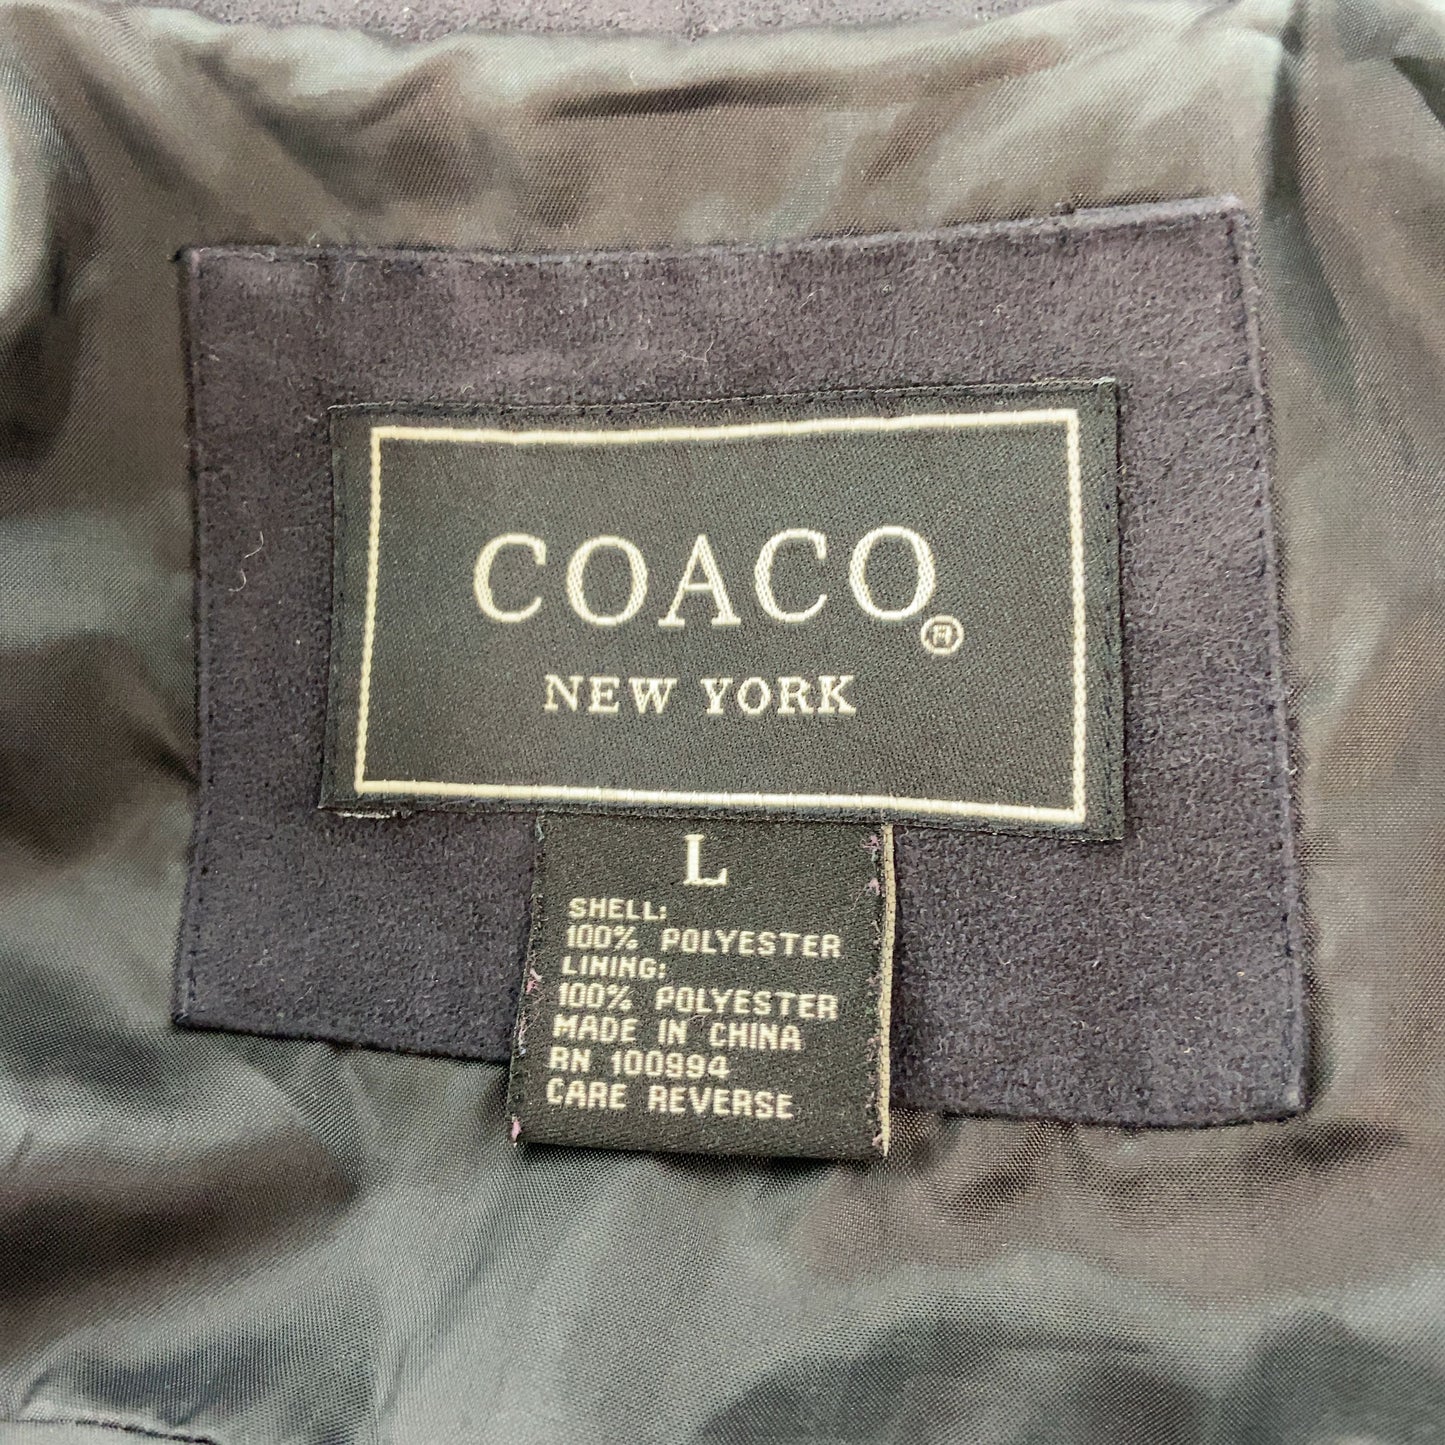 COACO®
NEW YORK
L
SHELL:
100% POLYESTER
LINING:
100% POLYESTER
MADE IN CHINA
RN 100994
CARE REVERSE